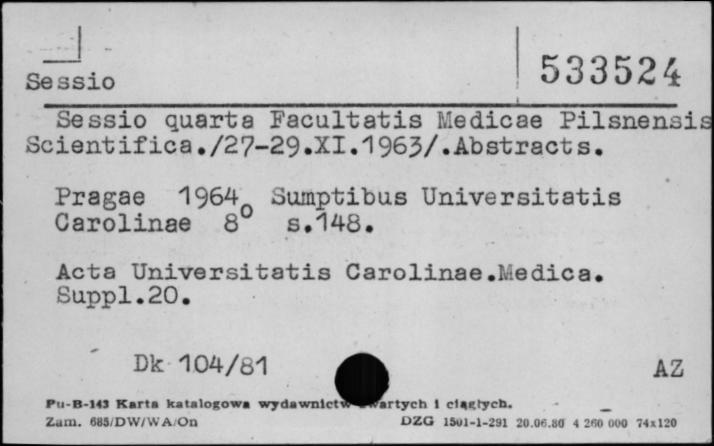 533524
Sessio
Sessio quarta Facultatis Medicae Pilsnensis
Scientifica./27-29.XI.1963/.Abstracts.
Pragae 1964 Sumptibus Universitatis
Carolinae 8° s.148.
Acta Universitatis Carolinae.Medica.
Suppl.20.
Dk 104/81
AZ
Pu-B-143 Karta katalogowa wydawnictw zwartych i ciągłych.
Zam. 685/DW/WA/On DZG 1501-1-291 20.06.80 4 260 000 74x120